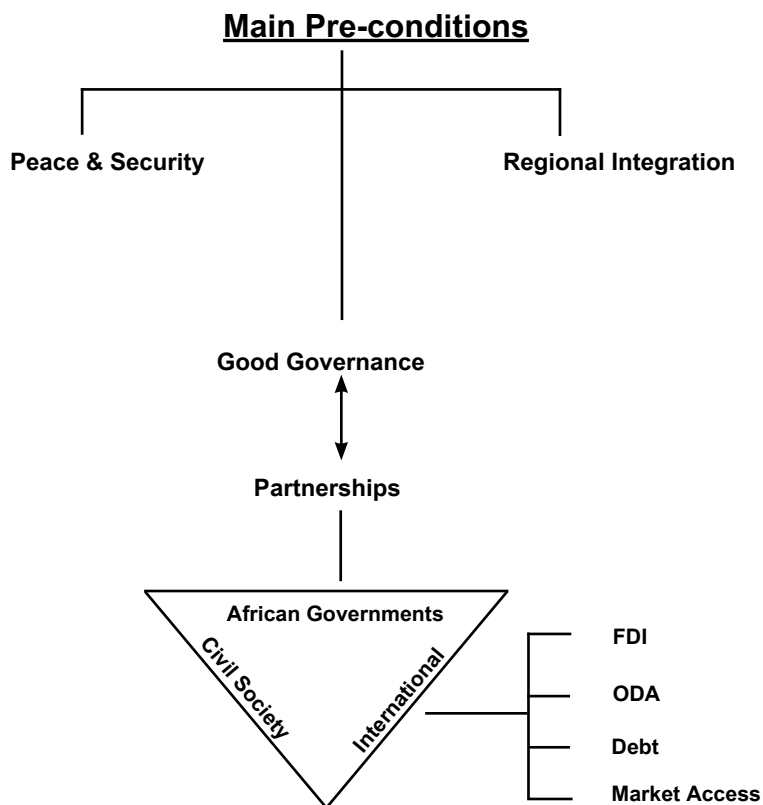 Main Pre-conditions
Peace & Security
Regional Integration
Good Governance
Partnerships
African Governments
Civil Society
International
FDI
ODA
Debt
Market Access